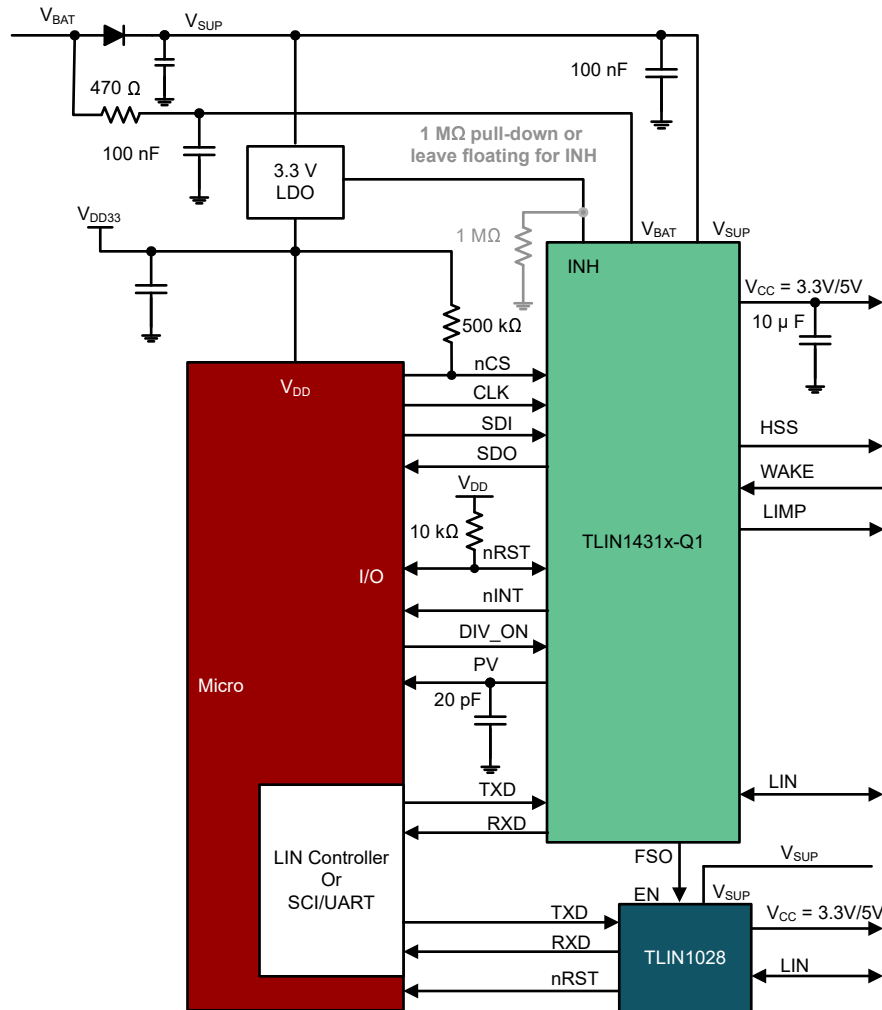 VBAT
VSUP
470 Ω
100 nF
100 nF
1 MΩ pull-down or
leave floating for INH
3.3 V
LDO
VDD33
1 MΩ
VBAT
VSUP
INH
VCC = 3.3V/5V
10 µ F
500 kΩ
VDD
nCS
CLK
SDI
SDO
HSS
WAKE
LIMP
VDD
10 kΩ
nRST
TLIN1431x-Q1
I/O
nINT
DIV_ON
PV
Micro
20 pF
TXD
LIN
RXD
LIN Controller
Or
SCI/UART
FSO
VSUP
EN
VSUP
TXD
VCC = 3.3V/5V
RXD
TLIN1028
LIN
nRST